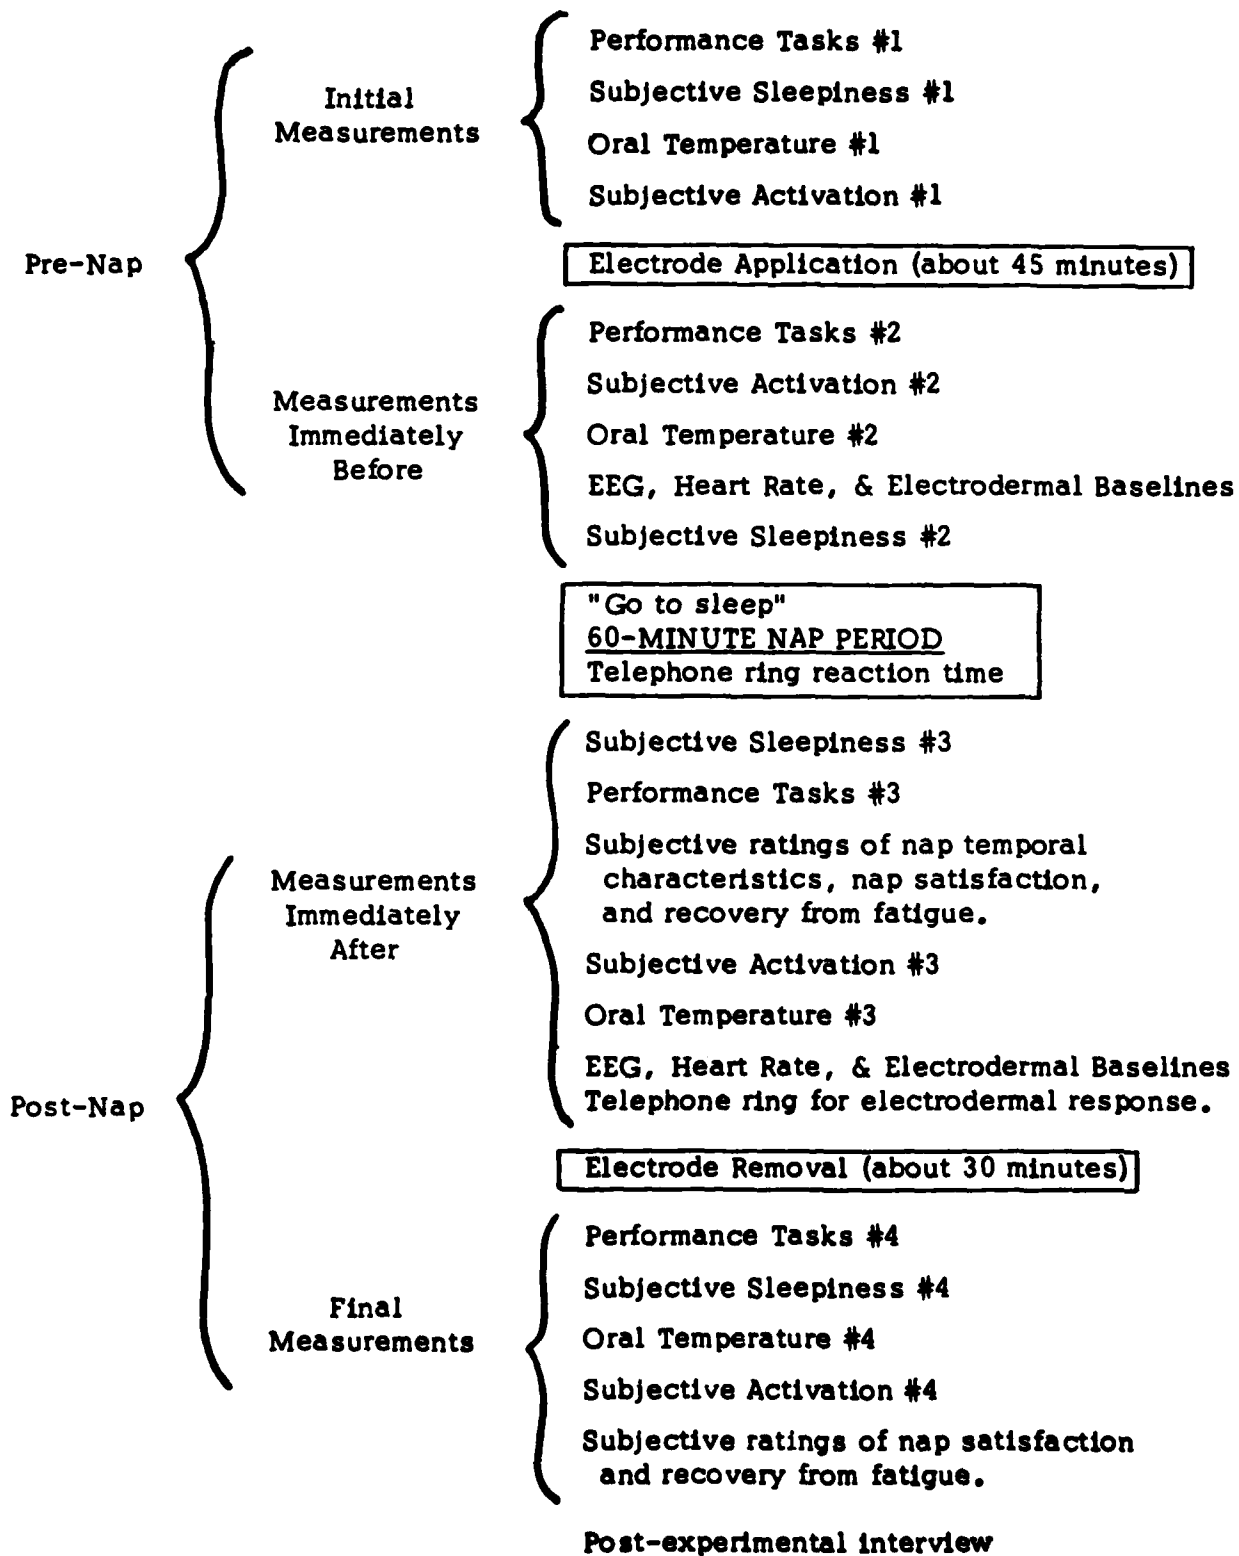 Pre-Nap
Initial
Measurements
Performance Tasks #1
Subjective Sleepiness #1
Oral Temperature #1
Subjective Activation #1
Electrode Application (about 45 minutes)
Measurements
Immediately
Before
Performance Tasks #2
Subjective Activation #2
Oral Temperature #2
EEG, Heart Rate, & Electrodermal Baselines
Subjective Sleepiness #2
"Go to sleep"
60-MINUTE NAP PERIOD
Telephone ring reaction time
Post-Nap
Measurements
Immediately
After
Subjective Sleepiness #3
Performance Tasks #3
Subjective ratings of nap temporal
characteristics, nap satisfaction,
and recovery from fatigue.
Subjective Activation #3
Oral Temperature #3
EEG, Heart Rate, & Electrodermal Baselines
Telephone ring for electrodermal response.
Electrode Removal (about 30 minutes)
Final
Measurements
Performance Tasks #4
Subjective Sleepiness #4
Oral Temperature #4
Subjective Activation #4
Subjective ratings of nap satisfaction
and recovery from fatigue.
Post-experimental interview